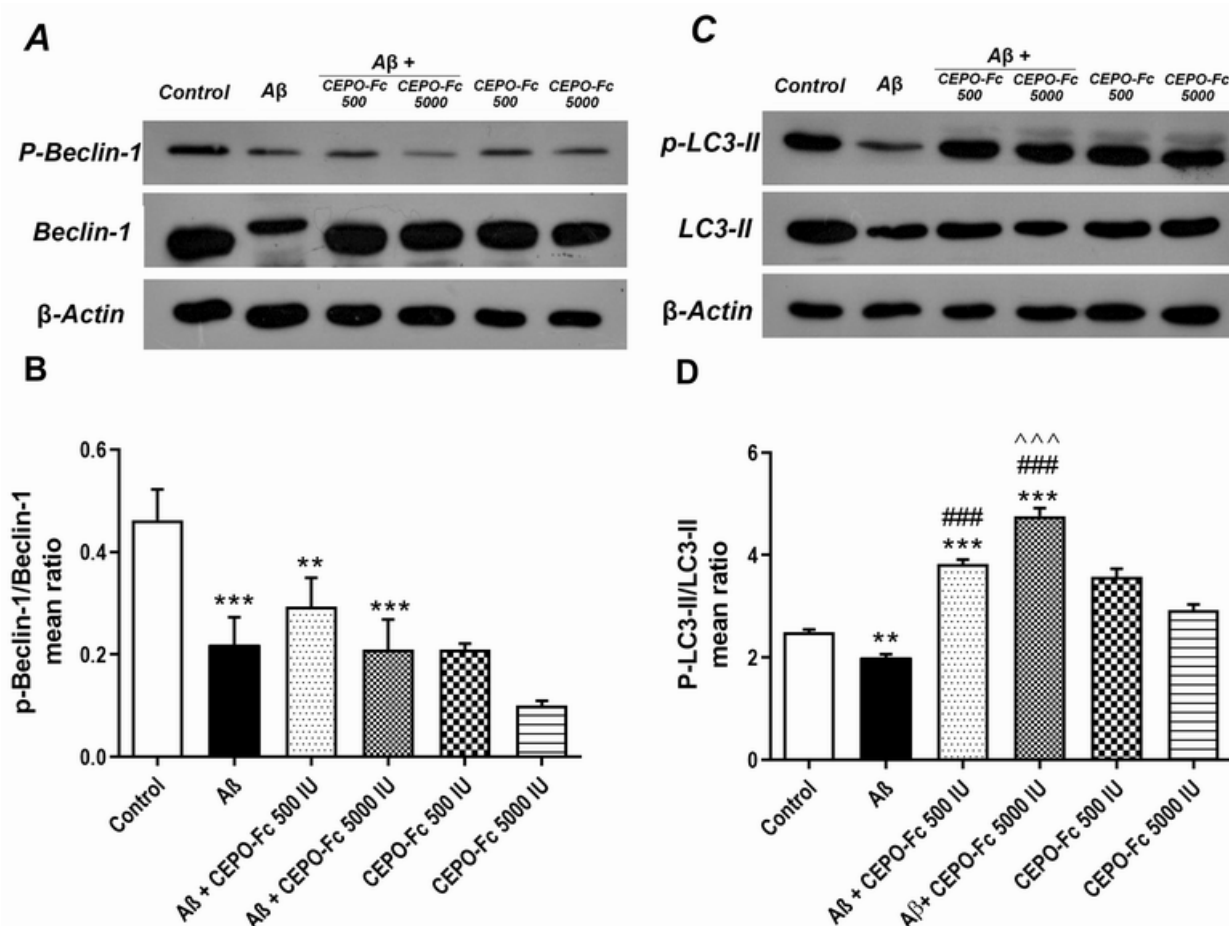 A
Aβ +
Control
Aβ
CEPO-Fc
500
CEPO-Fc
5000
CEPO-Fc
500
CEPO-Fc
5000
P-Beclin-1
Beclin-1
β-Actin
C
Aβ +
Control
Aβ
CEPO-Fc
500
CEPO-Fc
5000
CEPO-Fc
500
CEPO-Fc
5000
p-LC3-II
LC3-II
β-Actin
B
p-Beclin-1/Beclin-1
mean ratio
0.6
0.4
0.2
0.0
***
**
***
Control
Aß
Aß + CEPO-Fc 500 IU
Aß + CEPO-Fc 5000 IU
CEPO-Fc 500 IU
CEPO-Fc 5000 IU
D
P-LC3-II/LC3-II
mean ratio
6
4
2
0
**
###
***
^^^
###
***
Control
Aß
Aß + CEPO-Fc 500 IU
Aβ+ CEPO-Fc 5000 IU
CEPO-Fc 500 IU
CEPO-Fc 5000 IU